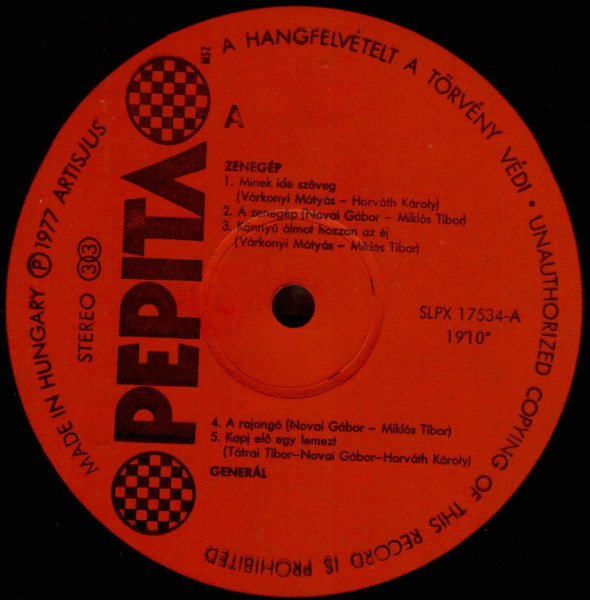 A HANGFELVÉTELT A TÖRVÉNY VÉDI • UNAUTHORIZED COPYING OF THIS RECORD IS PROHIBITED
MADE IN HUNGARY Ⓟ 1977 ARTISJUS
STEREO 33
PEPITA
MSZ
A
ZENEGÉP
1. Minek ide szöveg
(Várkonyi Mátyás – Horváth Károly)
2. A zenegép (Novai Gábor – Miklós Tibor)
3. Könnyű álmot hozzon az éj
(Várkonyi Mátyás – Miklós Tibor)
SLPX 17534-A
19'10"
4. A rajongó (Novai Gábor – Miklós Tibor)
5. Kapj elő egy lemezt
(Tátrai Tibor–Novai Gábor–Horváth Károly)
GENERÁL